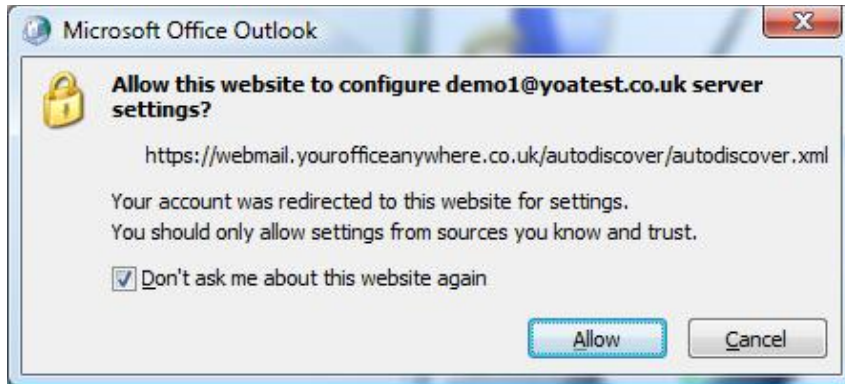 Microsoft Office Outlook
Allow this website to configure demo1@yoatest.co.uk server
settings?
https://webmail.yourofficeanywhere.co.uk/autodiscover/autodiscover.xml
Your account was redirected to this website for settings.
You should only allow settings from sources you know and trust.
Don't ask me about this website again
Allow Cancel